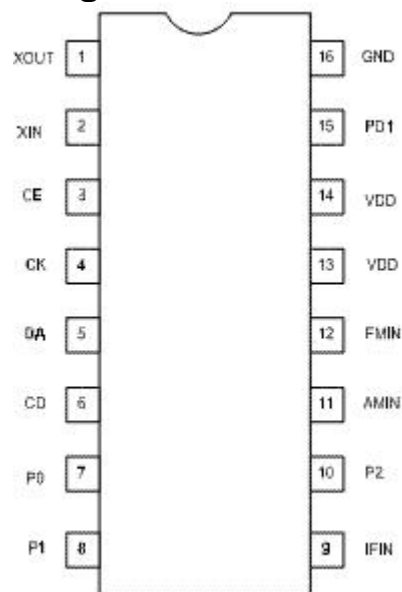 XOUT 1 16 GND
XIN 2 15 PD1
CE 3 14 VDD
CK 4 13 VDD
DA 5 12 FMIN
CD 6 11 AMIN
P0 7 10 P2
P1 8 9 IFIN